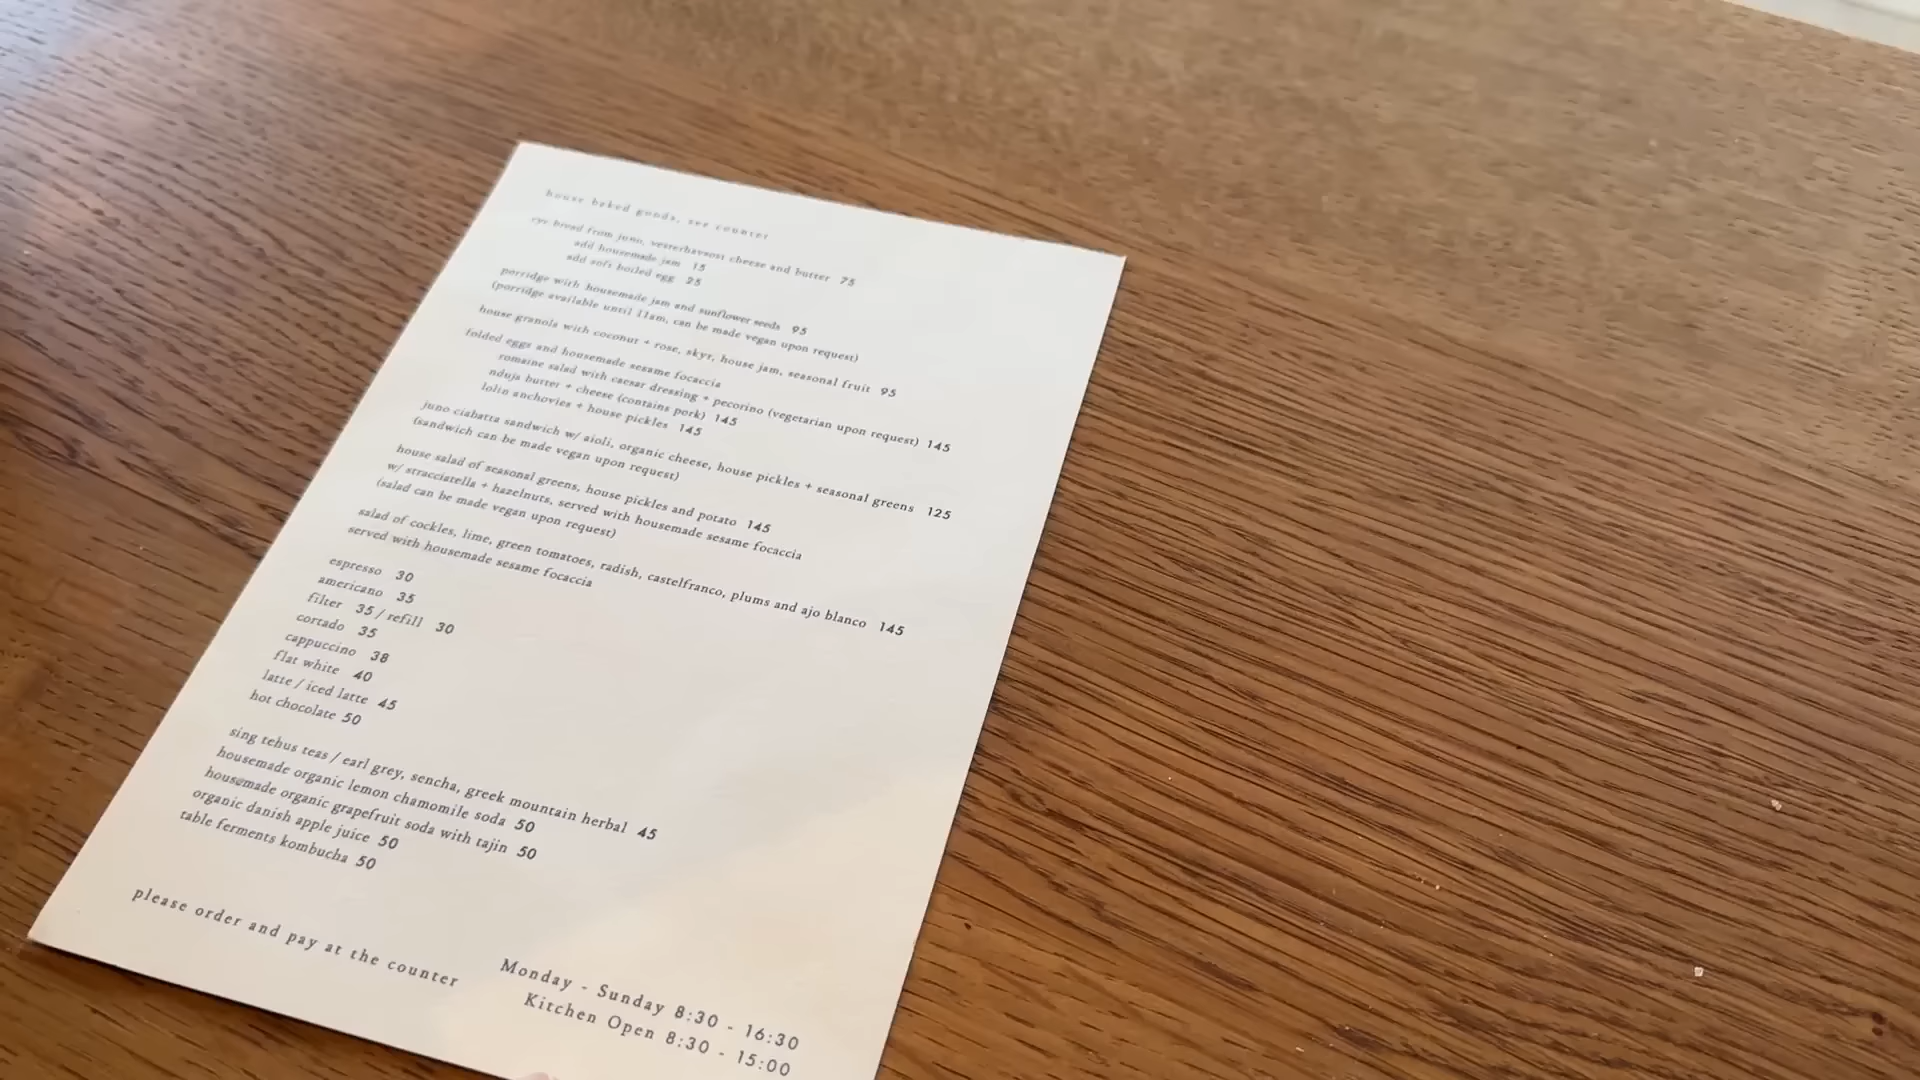 house baked goods, see counter
rye bread from juno, vesterhavsost cheese and butter 75
add housemade jam 15
add soft boiled egg 25
porridge with housemade jam and sunflower seeds 95
(porridge available until 11am, can be made vegan upon request)
house granola with coconut + rose, skyr, house jam, seasonal fruit 95
folded eggs and housemade sesame focaccia
romaine salad with caesar dressing + pecorino (vegetarian upon request) 145
nduja butter + cheese (contains pork) 145
lolin anchovies + house pickles 145
juno ciabatta sandwich w/ aioli, organic cheese, house pickles + seasonal greens 125
(sandwich can be made vegan upon request)
house salad of seasonal greens, house pickles and potato 145
w/ stracciatella + hazelnuts, served with housemade sesame focaccia
(salad can be made vegan upon request)
salad of cockles, lime, green tomatoes, radish, castelfranco, plums and ajo blanco 145
served with housemade sesame focaccia
espresso 30
americano 35
filter 35 / refill 30
cortado 35
cappuccino 38
flat white 40
latte / iced latte 45
hot chocolate 50
sing tehus teas / earl grey, sencha, greek mountain herbal 45
housemade organic lemon chamomile soda 50
housemade organic grapefruit soda with tajin 50
organic danish apple juice 50
table ferments kombucha 50
please order and pay at the counter
Monday - Sunday 8:30 - 16:30
Kitchen Open 8:30 - 15:00